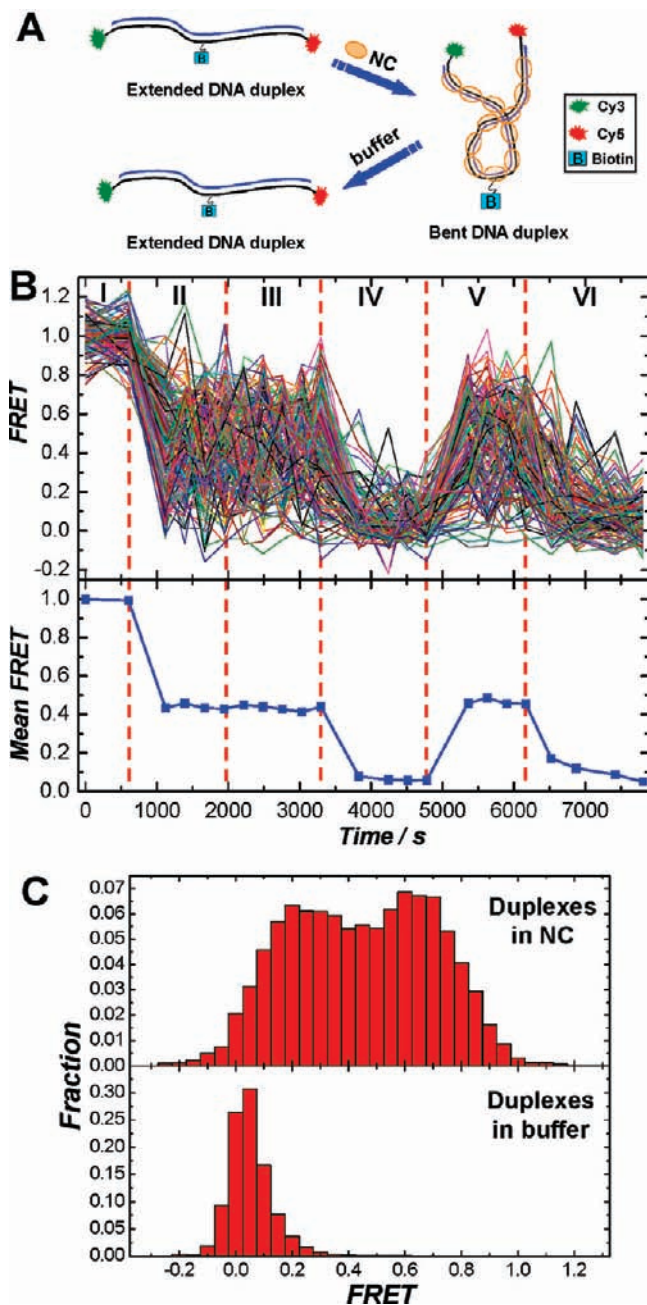 A
NC
B
Extended DNA duplex
buffer
B
Extended DNA duplex
B
Bent DNA duplex
Cy3
Cy5
B Biotin
B
I II III IV V VI
1.2
1.0
0.8
0.6
0.4
0.2
0.0
-0.2
FRET
1.0
0.8
0.6
0.4
0.2
0.0
Mean FRET
0 1000 2000 3000 4000 5000 6000 7000
Time / s
C
Duplexes
in NC
0.07
0.06
0.05
0.04
0.03
0.02
0.01
0.00
Fraction
Duplexes
in buffer
0.30
0.25
0.20
0.15
0.10
0.05
0.00
-0.2 0.0 0.2 0.4 0.6 0.8 1.0 1.2
FRET